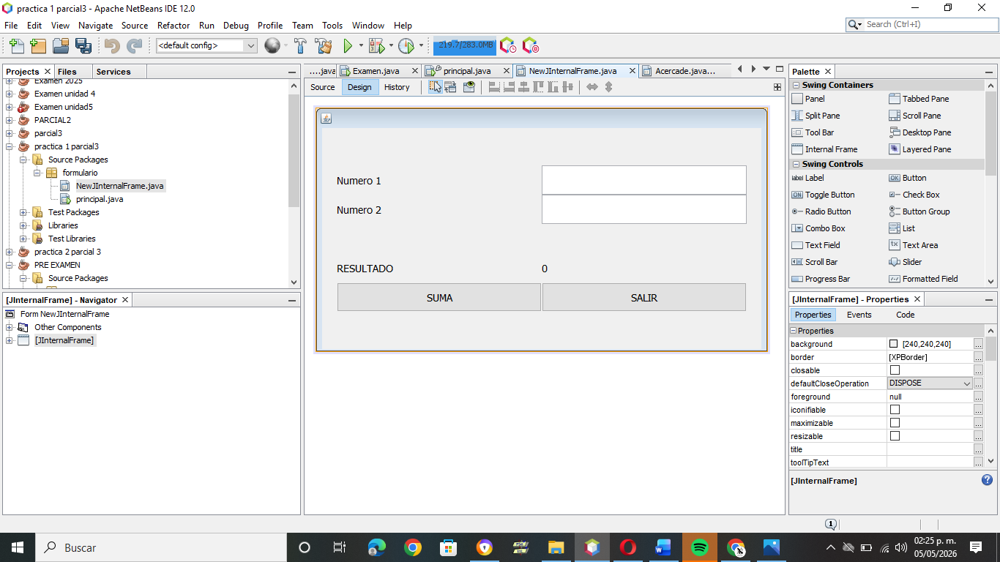 practica 1 parcial3 - Apache NetBeans IDE 12.0
File Edit View Navigate Source Refactor Run Debug Profile Team Tools Window Help
Search (Ctrl+I)
<default config>
219.7/283.0MB
Projects Files Services
Examen 2025
Examen unidad 4
Examen unidad5
PARCIAL2
parcial3
practica 1 parcial3
Source Packages
formulario
NewJInternalFrame.java
principal.java
Test Packages
Libraries
Test Libraries
practica 2 parcial 3
PRE EXAMEN
Source Packages
[JInternalFrame] - Navigator
Form NewJInternalFrame
Other Components
[JInternalFrame]
....java Examen.java principal.java NewJInternalFrame.java Acercade.java...
Source Design History
Numero 1
Numero 2
RESULTADO 0
SUMA SALIR
Palette
Swing Containers
Panel Tabbed Pane
Split Pane Scroll Pane
Tool Bar Desktop Pane
Internal Frame Layered Pane
Swing Controls
label Label OK Button
ON Toggle Button Check Box
Radio Button Button Group
Combo Box List
Text Field Text Area
Scroll Bar Slider
Progress Bar Formatted Field
[JInternalFrame] - Properties
Properties Events Code
Properties
background [240,240,240] ...
border [XPBorder] ...
closable ...
defaultCloseOperation DISPOSE ...
foreground null ...
iconifiable ...
maximizable ...
resizable ...
title ...
toolTipText ...
[JInternalFrame]
1
Buscar
02:25 p. m.
05/05/2026